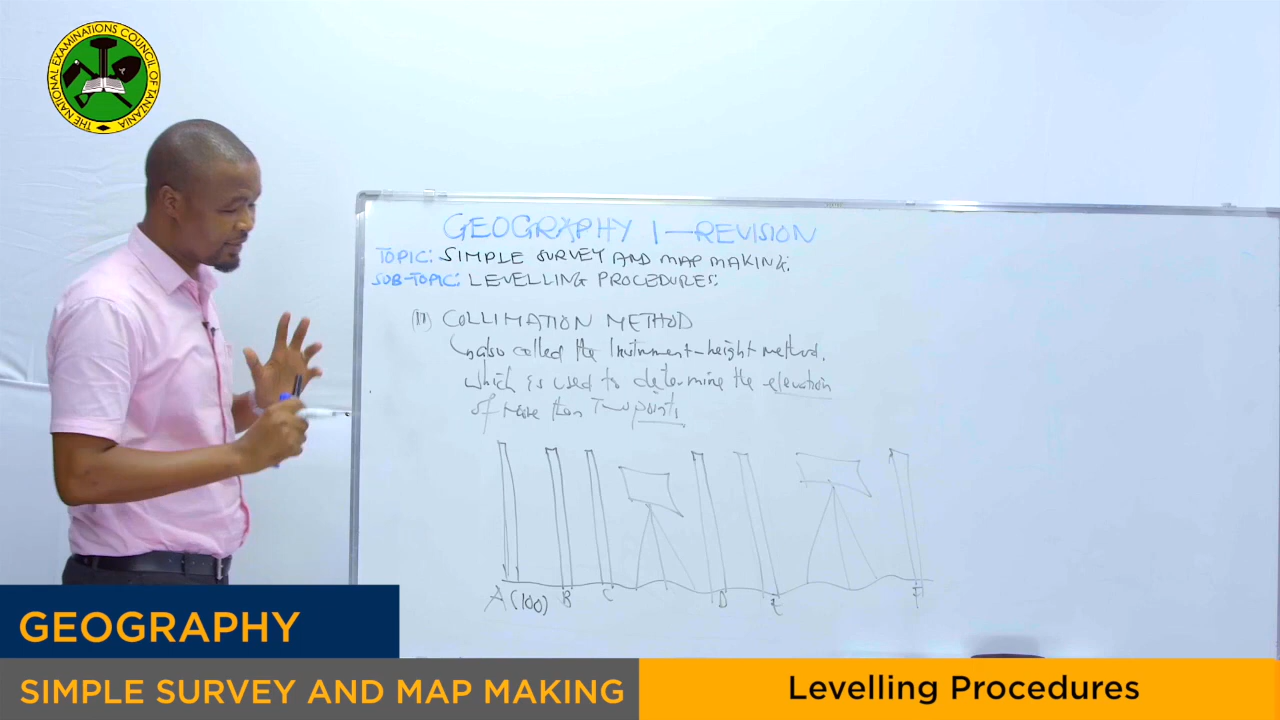 THE NATIONAL EXAMINATIONS COUNCIL OF TANZANIA
GEOGRAPHY 1 – REVISION
TOPIC: SIMPLE SURVEY AND MAP MAKING.
SUB-TOPIC: LEVELLING PROCEDURES.
(ii) COLLIMATION METHOD
also called the Instrument-height method.
which is used to determine the elevation
of more than Two points
A (100) B C D E F
GEOGRAPHY
SIMPLE SURVEY AND MAP MAKING
Levelling Procedures